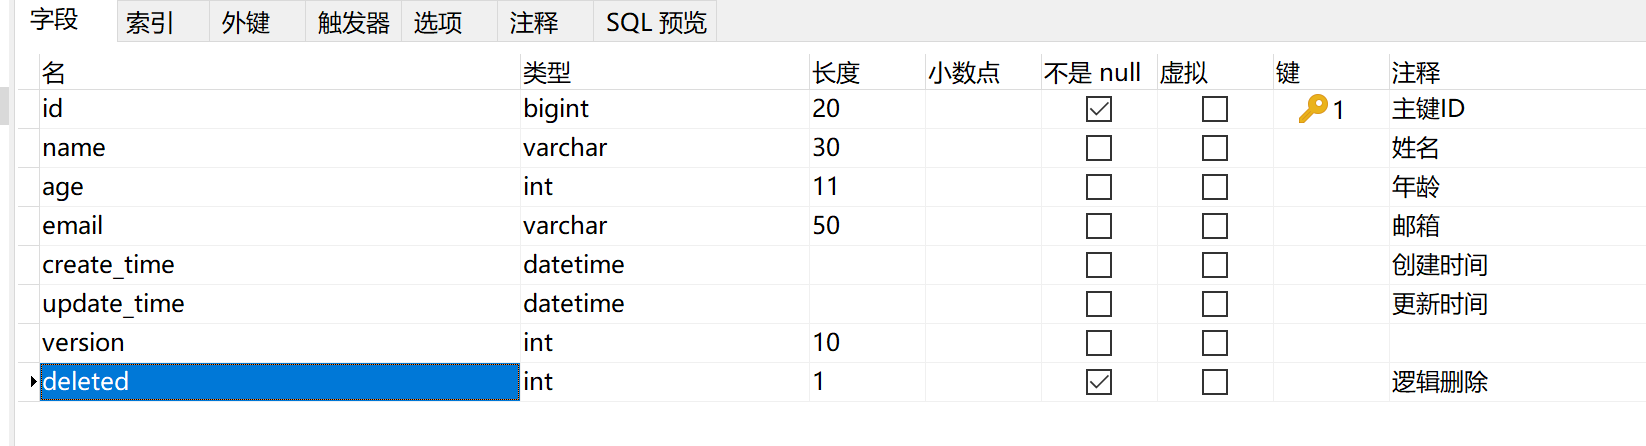 字段 索引 外键 触发器 选项 注释 SQL 预览
名 类型 长度 小数点 不是 null 虚拟 键 注释
id bigint 20 1 主键ID
name varchar 30 姓名
age int 11 年龄
email varchar 50 邮箱
create_time datetime 创建时间
update_time datetime 更新时间
version int 10
deleted int 1 逻辑删除